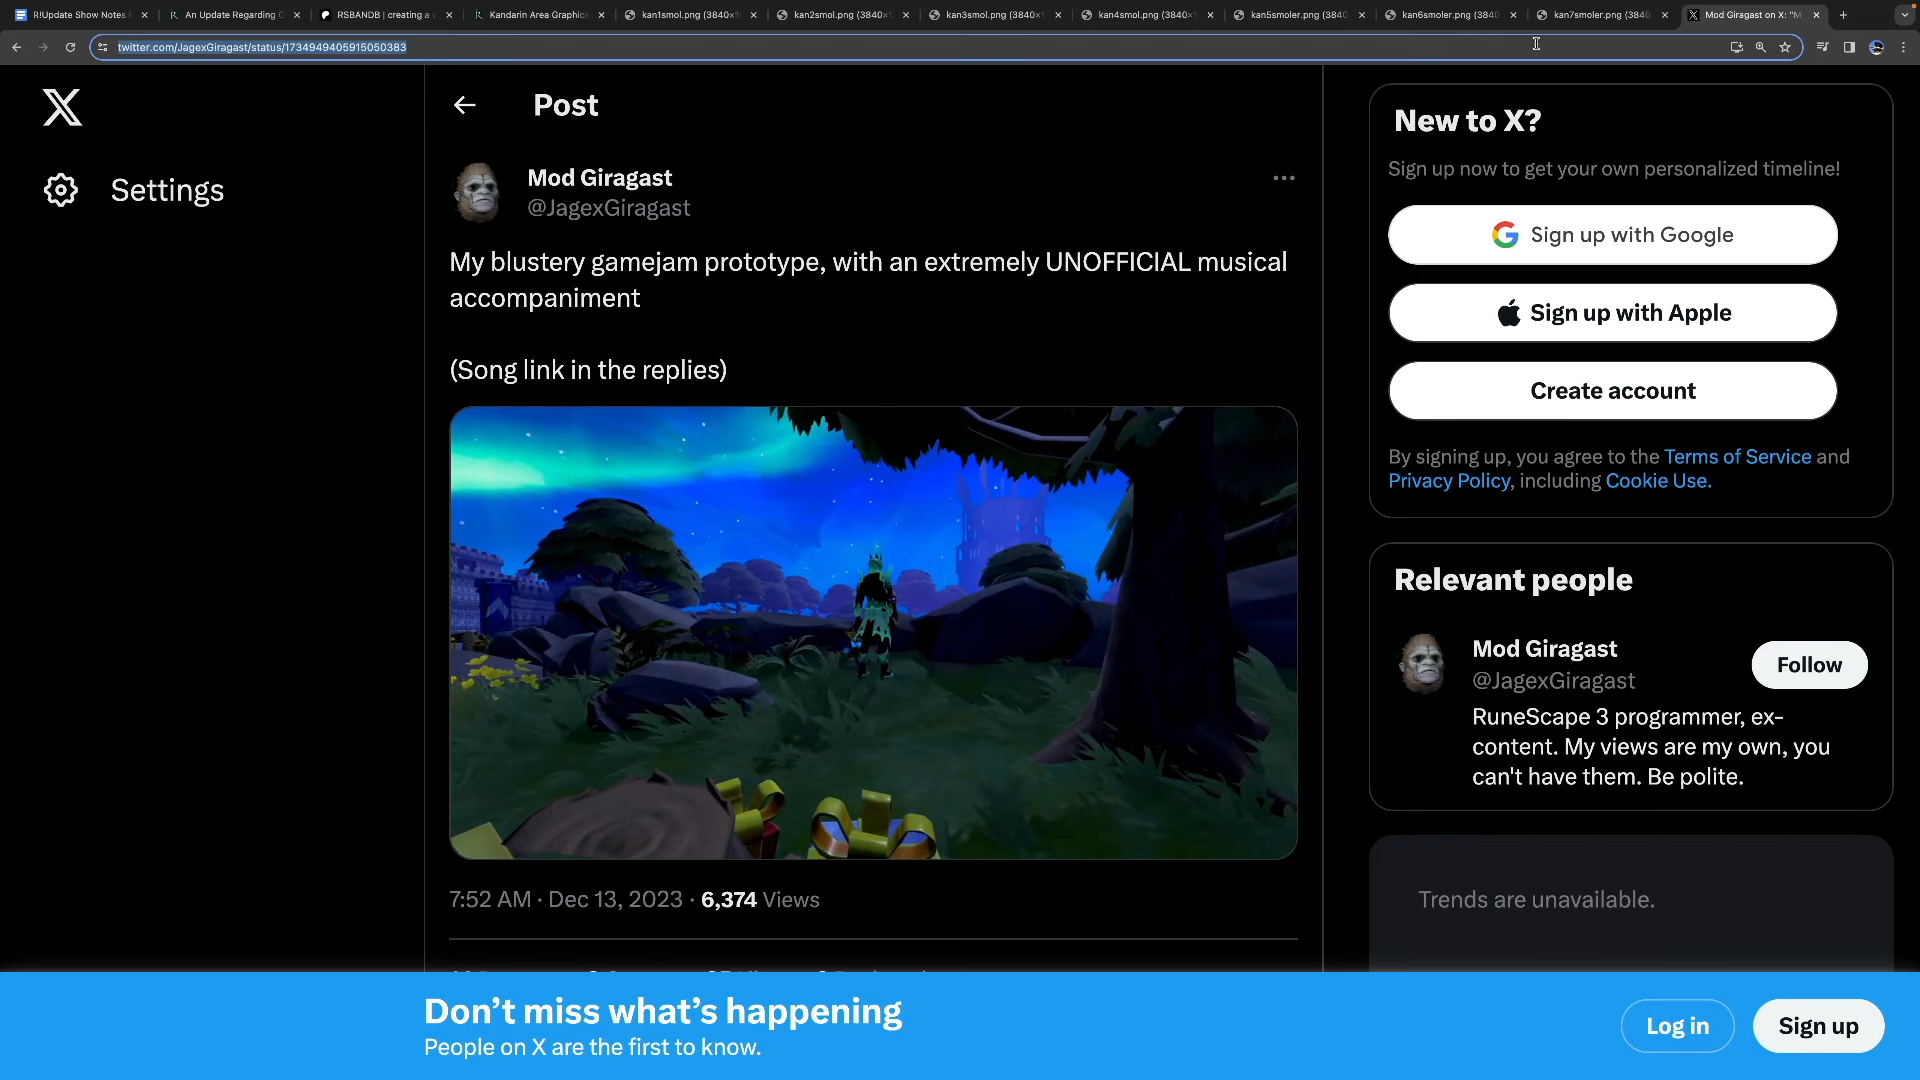 R!Update Show Notes
An Update Regarding
RSBANDB | creating a
Kandarin Area Graphica
kan1smol.png (3840×
kan2smol.png (3840×1
kan3smol.png (3840×1
kan4smol.png (3840×1
kan5smoler.png (3840
kan6smoler.png (3840
kan7smoler.png (3840
Mod Giragast on X: "M
twitter.com/JagexGiragast/status/1734949405915050383
Post
Settings
Mod Giragast
@JagexGiragast
My blustery gamejam prototype, with an extremely UNOFFICIAL musical
accompaniment
(Song link in the replies)
7:52 AM · Dec 13, 2023 · 6,374 Views
New to X?
Sign up now to get your own personalized timeline!
Sign up with Google
Sign up with Apple
Create account
By signing up, you agree to the Terms of Service and
Privacy Policy, including Cookie Use.
Relevant people
Mod Giragast
@JagexGiragast
Follow
RuneScape 3 programmer, ex-
content. My views are my own, you
can't have them. Be polite.
Trends are unavailable.
Don't miss what's happening
People on X are the first to know.
Log in
Sign up